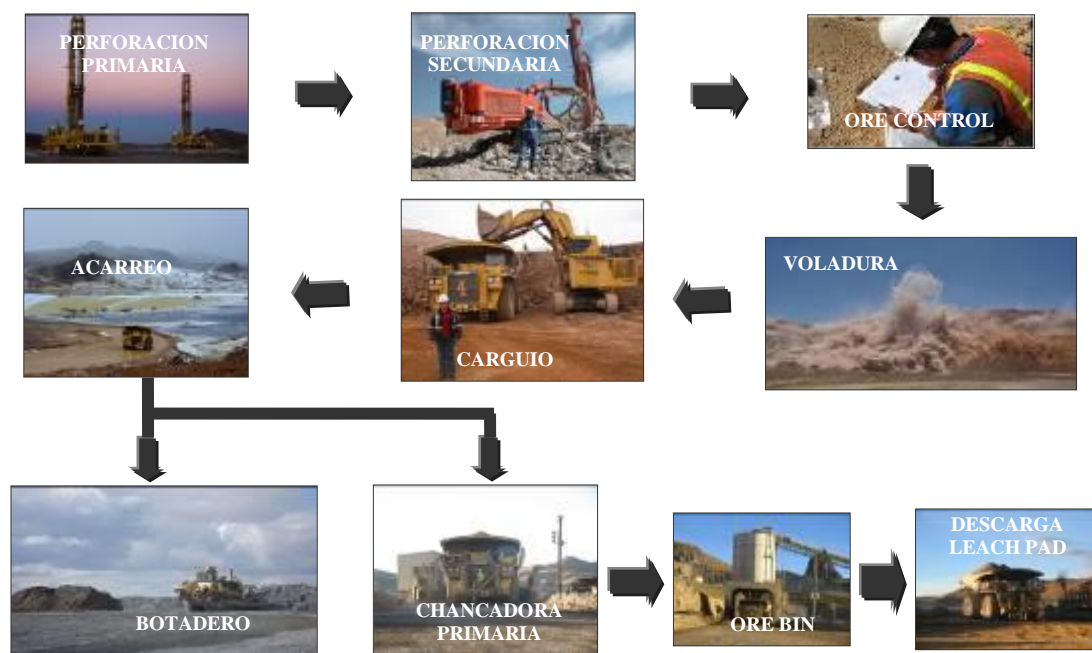 PERFORACION
PRIMARIA
PERFORACION
SECUNDARIA
ORE CONTROL
ACARREO
CARGUIO
VOLADURA
BOTADERO
CHANCADORA
PRIMARIA
ORE BIN
DESCARGA
LEACH PAD